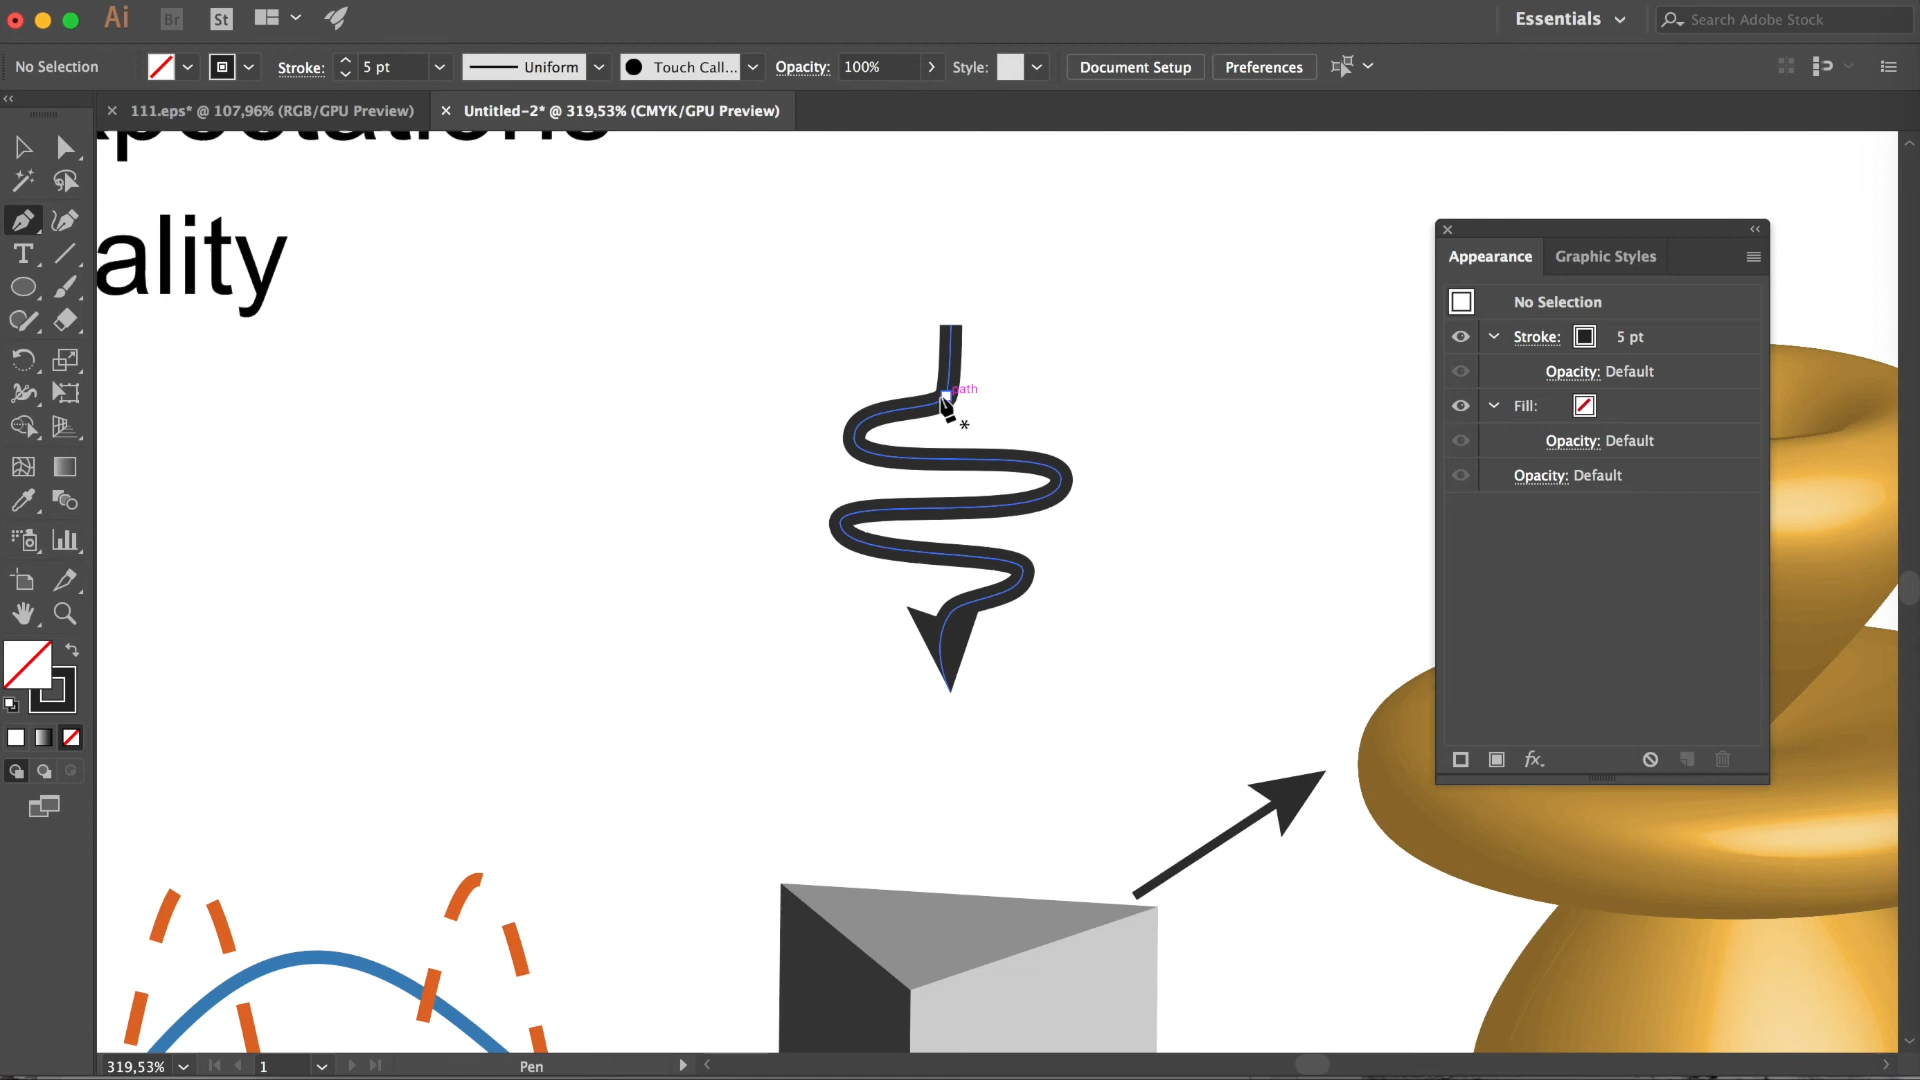 Ai Br St Essentials Search Adobe Stock
No Selection Stroke: 5 pt Uniform Touch Call... Opacity: 100% Style: Document Setup Preferences
111.eps* @ 107,96% (RGB/GPU Preview) Untitled-2* @ 319,53% (CMYK/GPU Preview)
xpectations
ality
path
Appearance Graphic Styles
No Selection
Stroke: 5 pt
Opacity: Default
Fill:
Opacity: Default
Opacity: Default
fx
319,53% 1 Pen